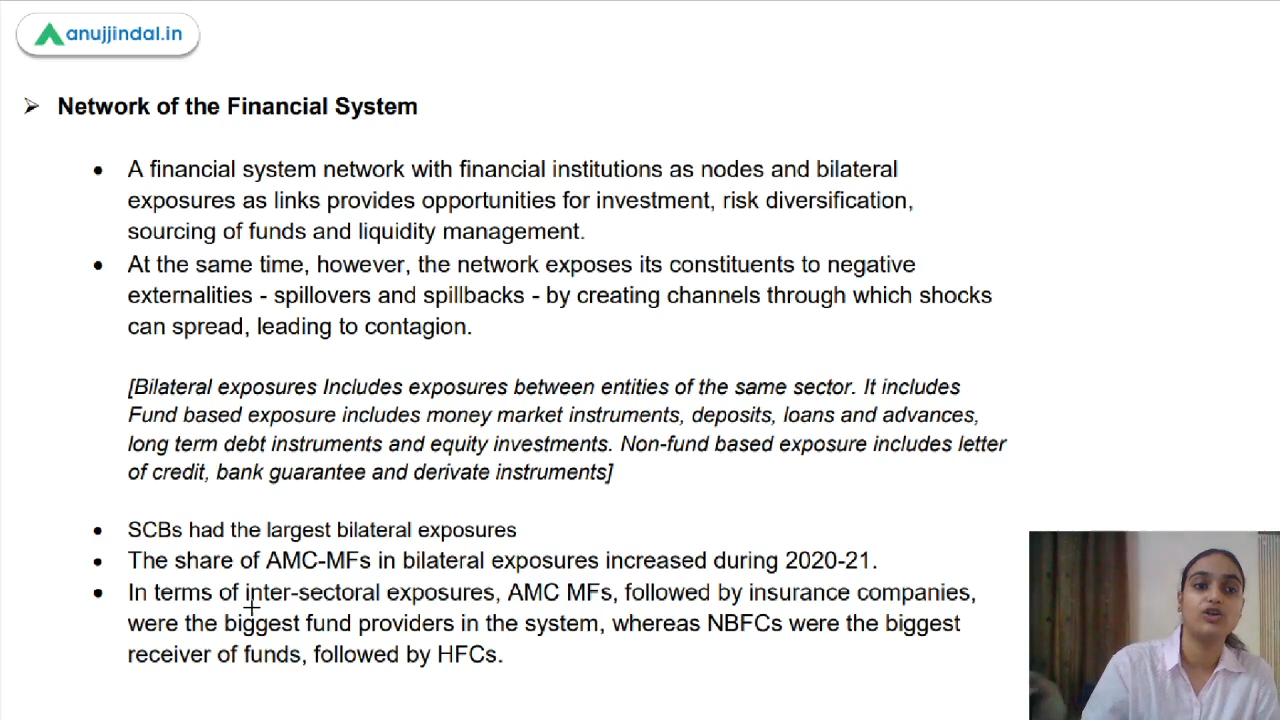 anujjindal.in
➢ Network of the Financial System
• A financial system network with financial institutions as nodes and bilateral
exposures as links provides opportunities for investment, risk diversification,
sourcing of funds and liquidity management.
• At the same time, however, the network exposes its constituents to negative
externalities - spillovers and spillbacks - by creating channels through which shocks
can spread, leading to contagion.
[Bilateral exposures Includes exposures between entities of the same sector. It includes
Fund based exposure includes money market instruments, deposits, loans and advances,
long term debt instruments and equity investments. Non-fund based exposure includes letter
of credit, bank guarantee and derivate instruments]
• SCBs had the largest bilateral exposures
• The share of AMC-MFs in bilateral exposures increased during 2020-21.
• In terms of inter-sectoral exposures, AMC MFs, followed by insurance companies,
were the biggest fund providers in the system, whereas NBFCs were the biggest
receiver of funds, followed by HFCs.